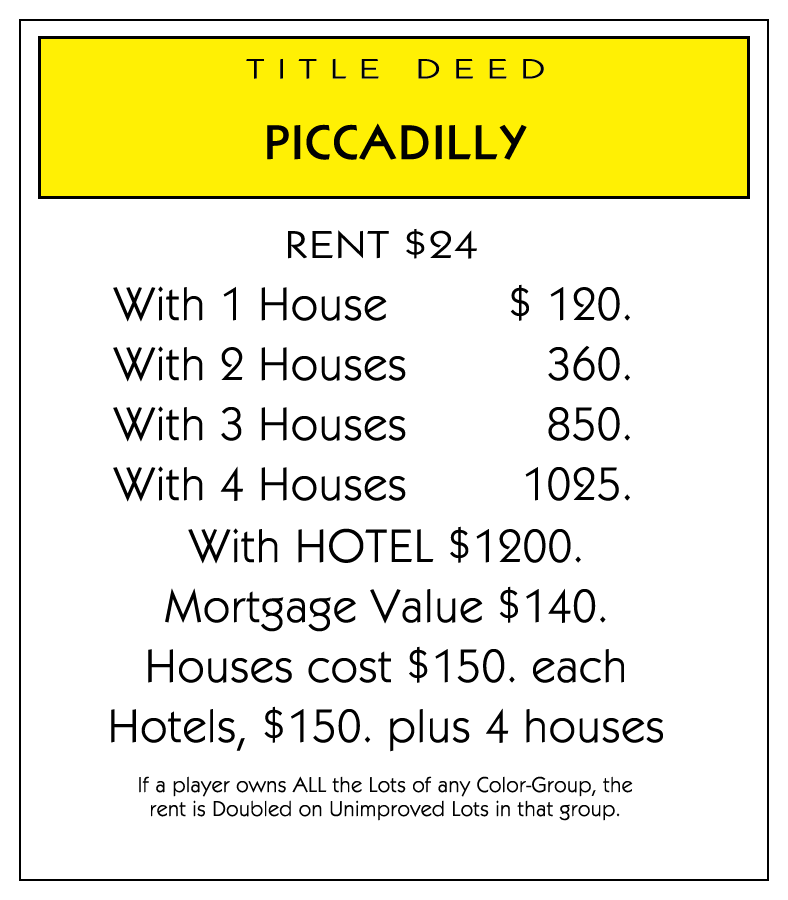 TITLE DEED
PICCADILLY
RENT $24
With 1 House $ 120.
With 2 Houses 360.
With 3 Houses 850.
With 4 Houses 1025.
With HOTEL $1200.
Mortgage Value $140.
Houses cost $150. each
Hotels, $150. plus 4 houses
If a player owns ALL the Lots of any Color-Group, the
rent is Doubled on Unimproved Lots in that group.